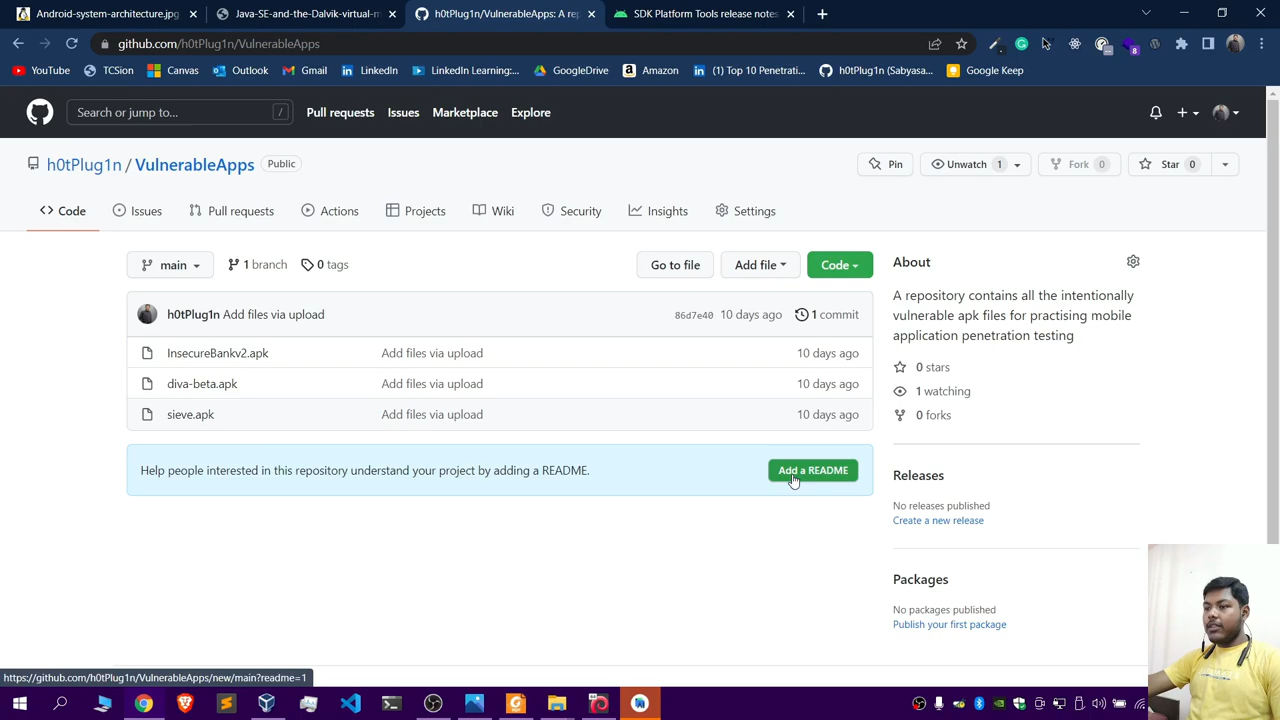 Android-system-architecture.jpg
Java-SE-and-the-Dalvik-virtual-m
h0tPlug1n/VulnerableApps: A rep
SDK Platform Tools release notes
github.com/h0tPlug1n/VulnerableApps
8
YouTube
TCSion
Canvas
Outlook
Gmail
LinkedIn
LinkedIn Learning:...
GoogleDrive
Amazon
(1) Top 10 Penetrati...
h0tPlug1n (Sabyasa...
Google Keep
Search or jump to...
/
Pull requests
Issues
Marketplace
Explore
h0tPlug1n / VulnerableApps
Public
Pin
Unwatch 1
Fork 0
Star 0
Code
Issues
Pull requests
Actions
Projects
Wiki
Security
Insights
Settings
main
1 branch
0 tags
Go to file
Add file
Code
h0tPlug1n Add files via upload
86d7e40 10 days ago
1 commit
InsecureBankv2.apk Add files via upload 10 days ago
diva-beta.apk Add files via upload 10 days ago
sieve.apk Add files via upload 10 days ago
Help people interested in this repository understand your project by adding a README.
Add a README
About
A repository contains all the intentionally
vulnerable apk files for practising mobile
application penetration testing
0 stars
1 watching
0 forks
Releases
No releases published
Create a new release
Packages
No packages published
Publish your first package
https://github.com/h0tPlug1n/VulnerableApps/new/main?readme=1